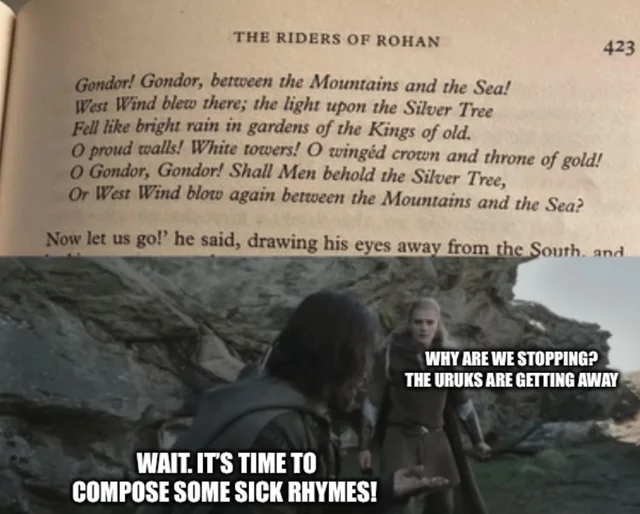 THE RIDERS OF ROHAN
423
Gondor! Gondor, between the Mountains and the Sea!
West Wind blew there; the light upon the Silver Tree
Fell like bright rain in gardens of the Kings of old.
O proud walls! White towers! O wingéd crown and throne of gold!
O Gondor, Gondor! Shall Men behold the Silver Tree,
Or West Wind blow again between the Mountains and the Sea?
Now let us go!' he said, drawing his eyes away from the South, and
WHY ARE WE STOPPING?
THE URUKS ARE GETTING AWAY
WAIT. IT'S TIME TO
COMPOSE SOME SICK RHYMES!